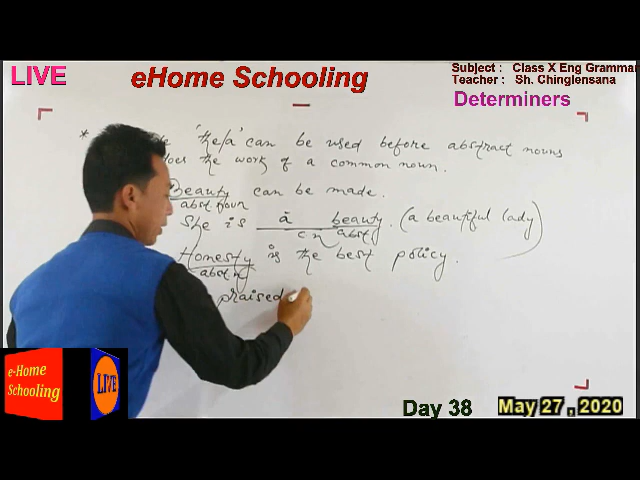 LIVE
eHome Schooling
Subject : Class X Eng Grammar
Teacher : Sh. Chinglensana
Determiners
* 'the/a' can be used before abstract nouns
the work of a common noun.
Beauty can be made.
abst noun
She is a beauty. (a beautiful lady)
cn abst
Honesty is the best policy.
abst n
praised
e-Home
Schooling
LIVE
Day 38
May 27 , 2020